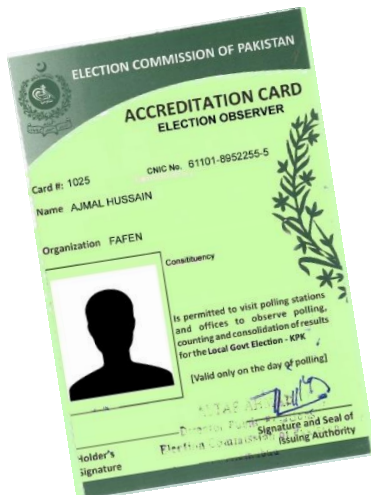 ELECTION COMMISSION OF PAKISTAN
ACCREDITATION CARD
ELECTION OBSERVER
Card #: 1025
CNIC No. 61101-8952255-5
Name AJMAL HUSSAIN
Organization FAFEN
Consitituency
Is permitted to visit polling stations
and offices to observe polling,
counting and consolidation of results
for the Local Govt Election - KPK
[Valid only on the day of polling]
Holder's
Signature
Signature and Seal of
Issuing Authority